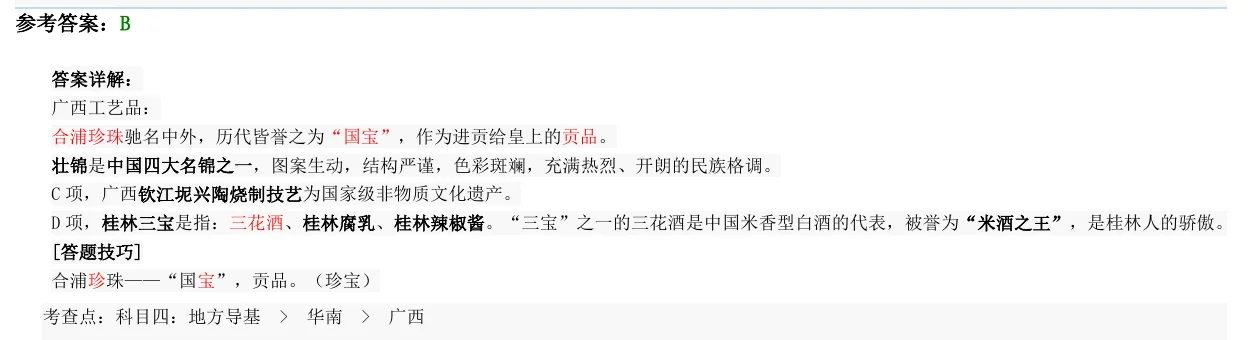 参考答案：B
答案详解：
广西工艺品：
合浦珍珠驰名中外，历代皆誉之为“国宝”，作为进贡给皇上的贡品。
壮锦是中国四大名锦之一，图案生动，结构严谨，色彩斑斓，充满热烈、开朗的民族格调。
C 项，广西钦江坭兴陶烧制技艺为国家级非物质文化遗产。
D 项，桂林三宝是指：三花酒、桂林腐乳、桂林辣椒酱。“三宝”之一的三花酒是中国米香型白酒的代表，被誉为“米酒之王”，是桂林人的骄傲。
[答题技巧]
合浦珍珠——“国宝”，贡品。（珍宝）
考查点：科目四：地方导基 > 华南 > 广西